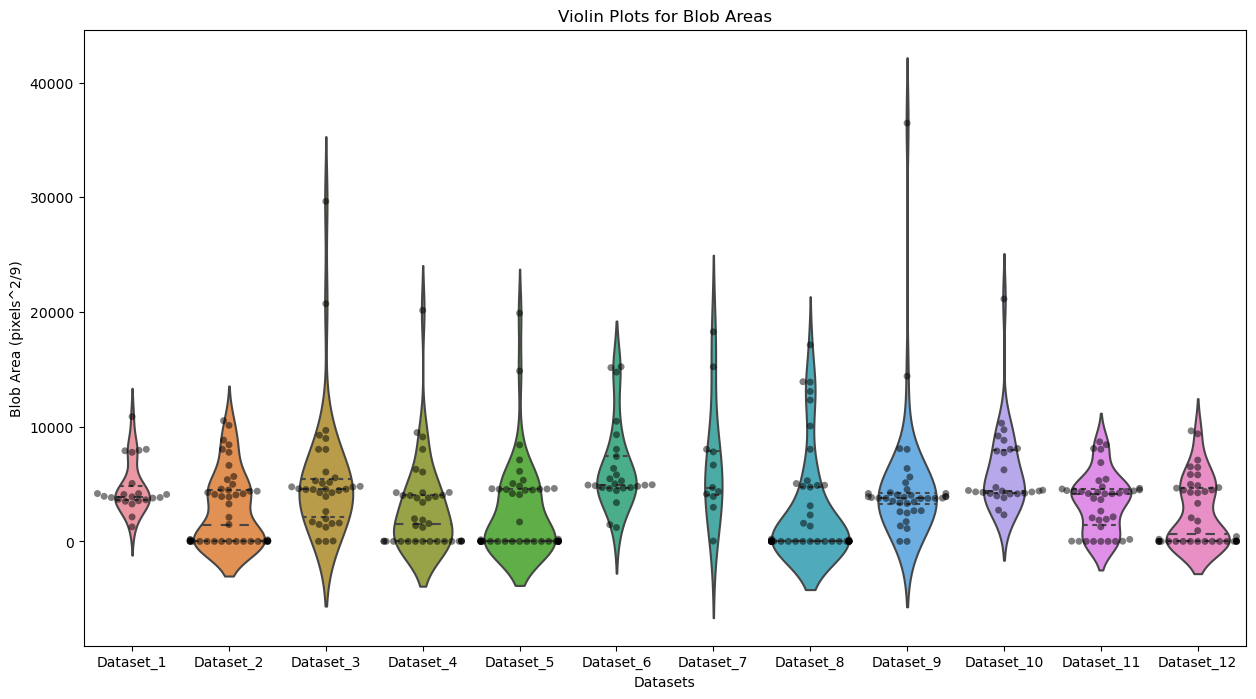 Violin Plots for Blob Areas
Blob Area (pixels^2/9)
40000
30000
20000
10000
0
Dataset_1 Dataset_2 Dataset_3 Dataset_4 Dataset_5 Dataset_6 Dataset_7 Dataset_8 Dataset_9 Dataset_10 Dataset_11 Dataset_12
Datasets